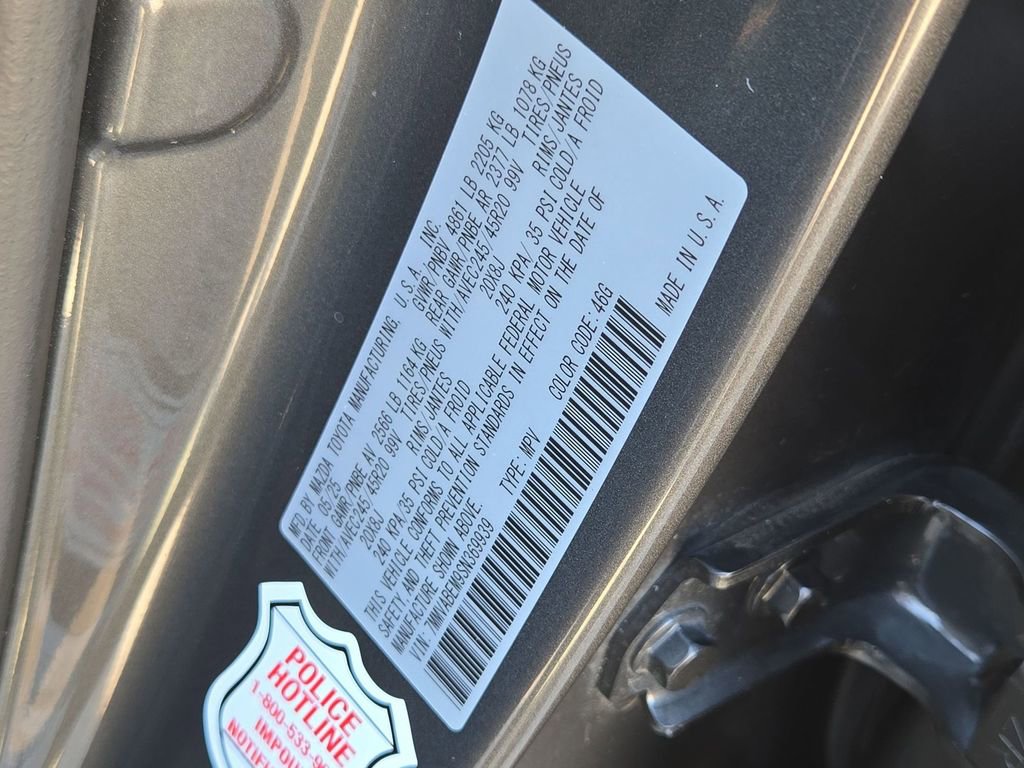 MFD BY MAZDA TOYOTA MANUFACTURING, U.S.A. INC.
DATE 05/25 GVWR/PNBV 4861 LB 2205 KG
FRONT GAWR/PNBE AV 2566 LB 1164 KG REAR GAWR/PNBE AR 2377 LB 1078 KG
WITH/AVEC245/45R20 99V TIRES/PNEUS WITH/AVEC245/45R20 99V TIRES/PNEUS
20X8J RIMS/JANTES 20X8J RIMS/JANTES
240 KPA/35 PSI COLD/A FROID 240 KPA/35 PSI COLD/A FROID
THIS VEHICLE CONFORMS TO ALL APPLICABLE FEDERAL MOTOR VEHICLE
SAFETY AND THEFT PREVENTION STANDARDS IN EFFECT ON THE DATE OF
MANUFACTURE SHOWN ABOVE.
VIN: TYPE: MPV COLOR CODE: 46G
MADE IN U.S.A.
POLICE
HOTLINE
1-800-533-